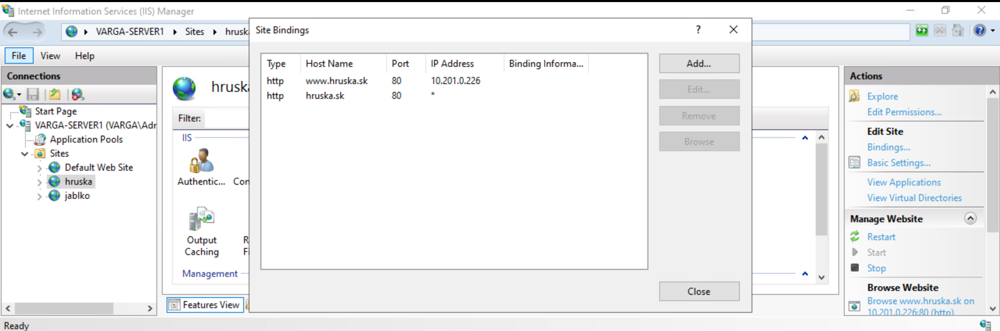 Internet Information Services (IIS) Manager
VARGA-SERVER1 Sites hrusk
File View Help
Connections
Start Page
VARGA-SERVER1 (VARGA\Adr
Application Pools
Sites
Default Web Site
hruska
jablko
hruska
Filter:
IIS
Authentic... Con
Output Caching
R
Fi
Management
Features View
Site Bindings
?
Type Host Name Port IP Address Binding Informa...
http www.hruska.sk 80 10.201.0.226
http hruska.sk 80 *
Add...
Edit...
Remove
Browse
Close
Actions
Explore
Edit Permissions...
Edit Site
Bindings...
Basic Settings...
View Applications
View Virtual Directories
Manage Website
Restart
Start
Stop
Browse Website
Browse www.hruska.sk on
10.201.0.226:80 (http)
Ready